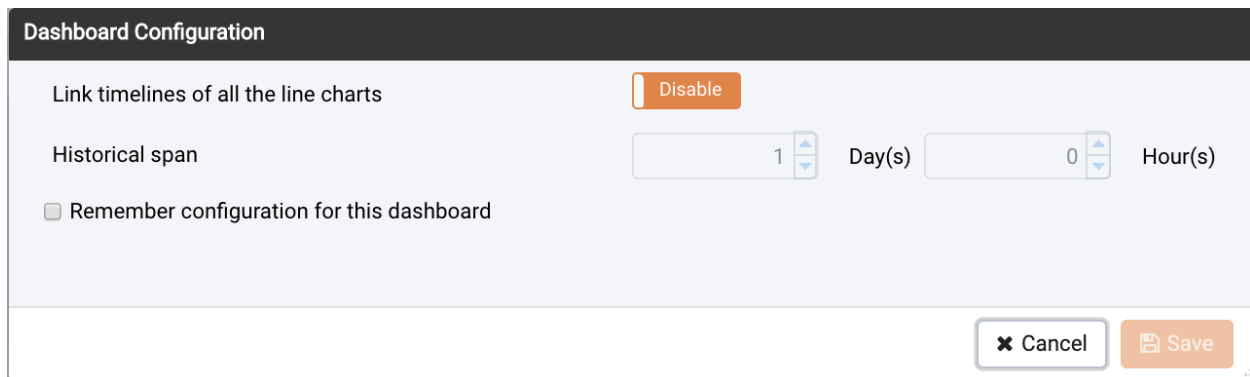 Dashboard Configuration
Link timelines of all the line charts Disable
Historical span 1 Day(s) 0 Hour(s)
Remember configuration for this dashboard
Cancel Save